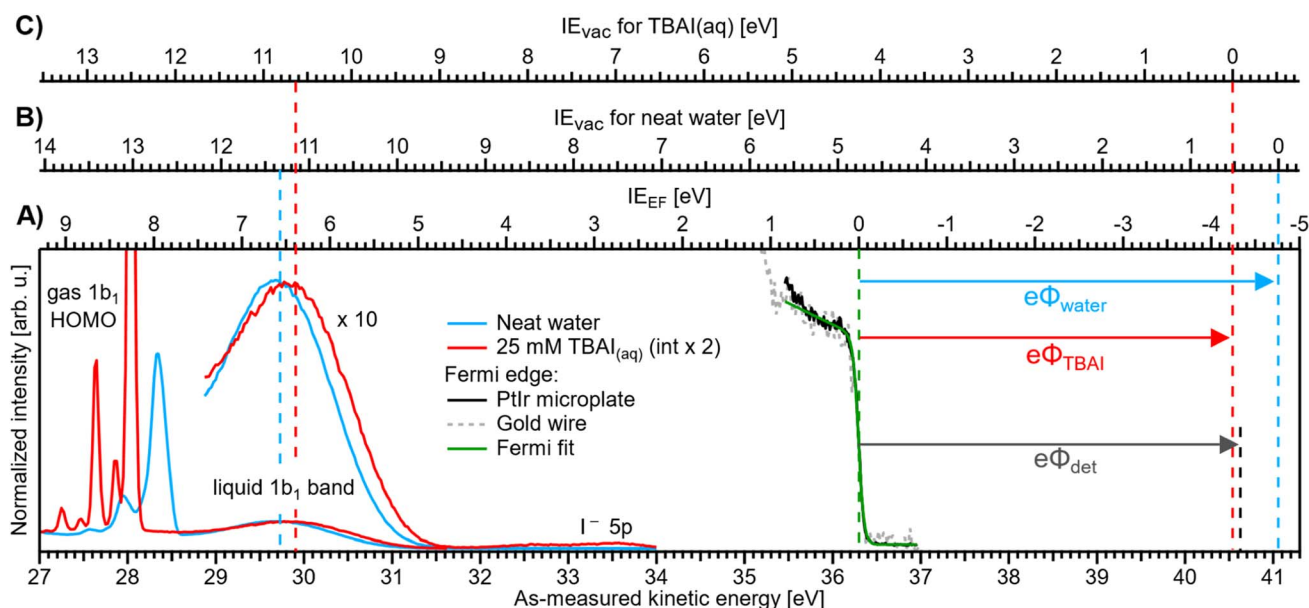 C)
IEvac for TBAI(aq) [eV]
13 12 11 10 9 8 7 6 5 4 3 2 1 0
B)
IEvac for neat water [eV]
14 13 12 11 10 9 8 7 6 5 4 3 2 1 0
IEEF [eV]
A)
9 8 7 6 5 4 3 2 1 0 -1 -2 -3 -4 -5
Normalized intensity [arb. u.]
gas 1b₁
HOMO
x 10
Neat water
25 mM TBAI(aq) (int x 2)
Fermi edge:
PtIr microplate
Gold wire
Fermi fit
eΦwater
eΦTBAI
eΦdet
liquid 1b₁ band
I⁻ 5p
27 28 29 30 31 32 33 34 35 36 37 38 39 40 41
As-measured kinetic energy [eV]